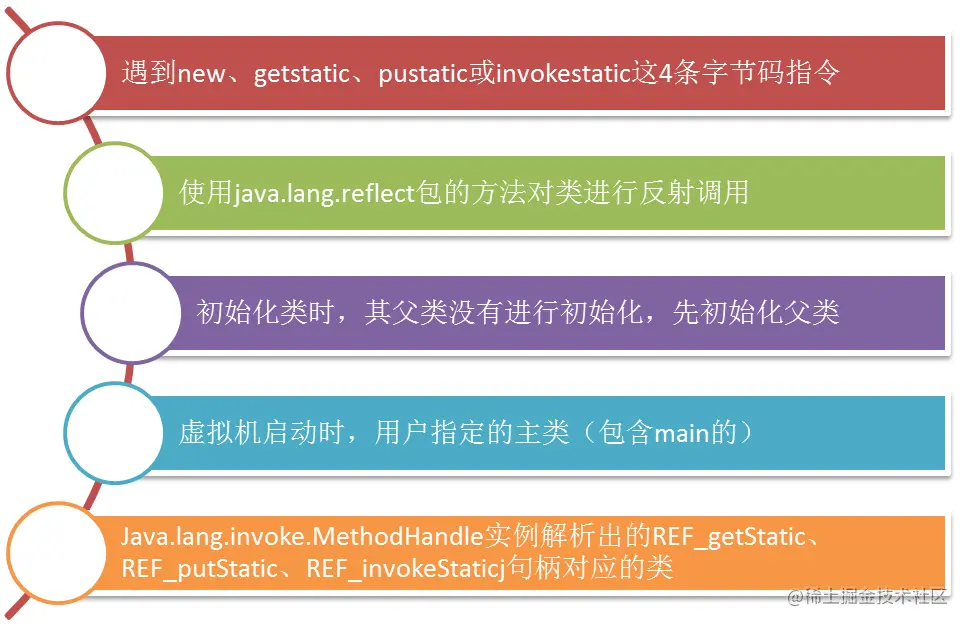 遇到new、getstatic、pustatic或invokestatic这4条字节码指令
使用java.lang.reflect包的方法对类进行反射调用
初始化类时，其父类没有进行初始化，先初始化父类
虚拟机启动时，用户指定的主类（包含main的）
Java.lang.invoke.MethodHandle实例解析出的REF_getStatic、
REF_putStatic、REF_invokeStaticj句柄对应的类
@稀土掘金技术社区